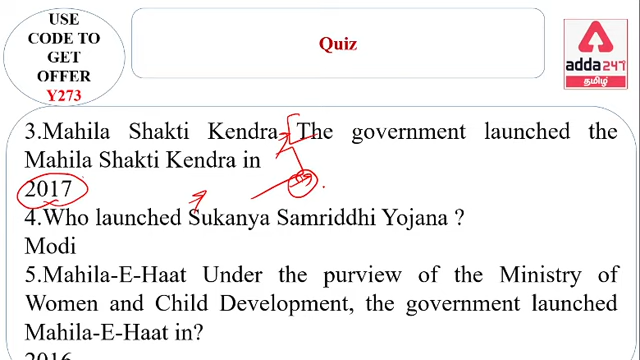 USE
CODE TO
GET
OFFER
Y273
Quiz
adda247
தமிழ்
3.Mahila Shakti Kendra The government launched the
Mahila Shakti Kendra in
2017
4.Who launched Sukanya Samriddhi Yojana ?
Modi
5.Mahila-E-Haat Under the purview of the Ministry of
Women and Child Development, the government launched
Mahila-E-Haat in?
2016